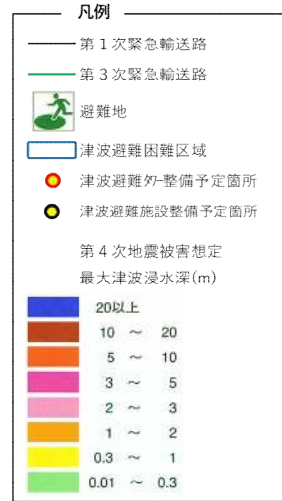 凡例
第1次緊急輸送路
第3次緊急輸送路
避難地
津波避難困難区域
津波避難ﾀﾜｰ整備予定箇所
津波避難施設整備予定箇所
第4次地震被害想定
最大津波浸水深(m)
20以上
10 ～ 20
5 ～ 10
3 ～ 5
2 ～ 3
1 ～ 2
0.3 ～ 1
0.01 ～ 0.3